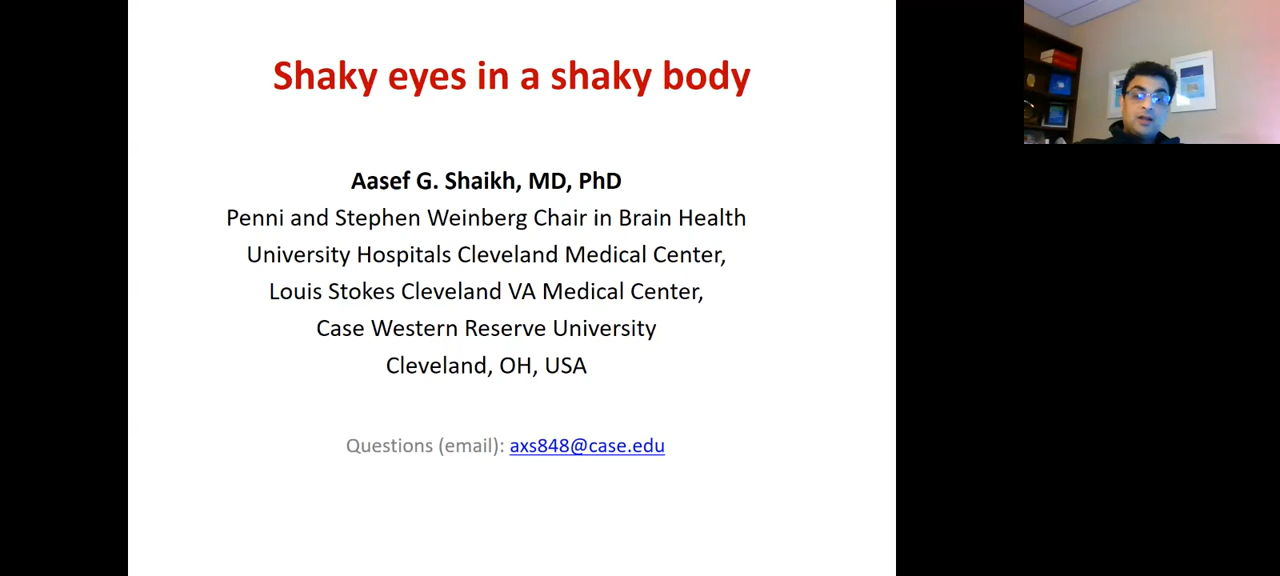 Shaky eyes in a shaky body
Aasef G. Shaikh, MD, PhD
Penni and Stephen Weinberg Chair in Brain Health
University Hospitals Cleveland Medical Center,
Louis Stokes Cleveland VA Medical Center,
Case Western Reserve University
Cleveland, OH, USA
Questions (email): axs848@case.edu